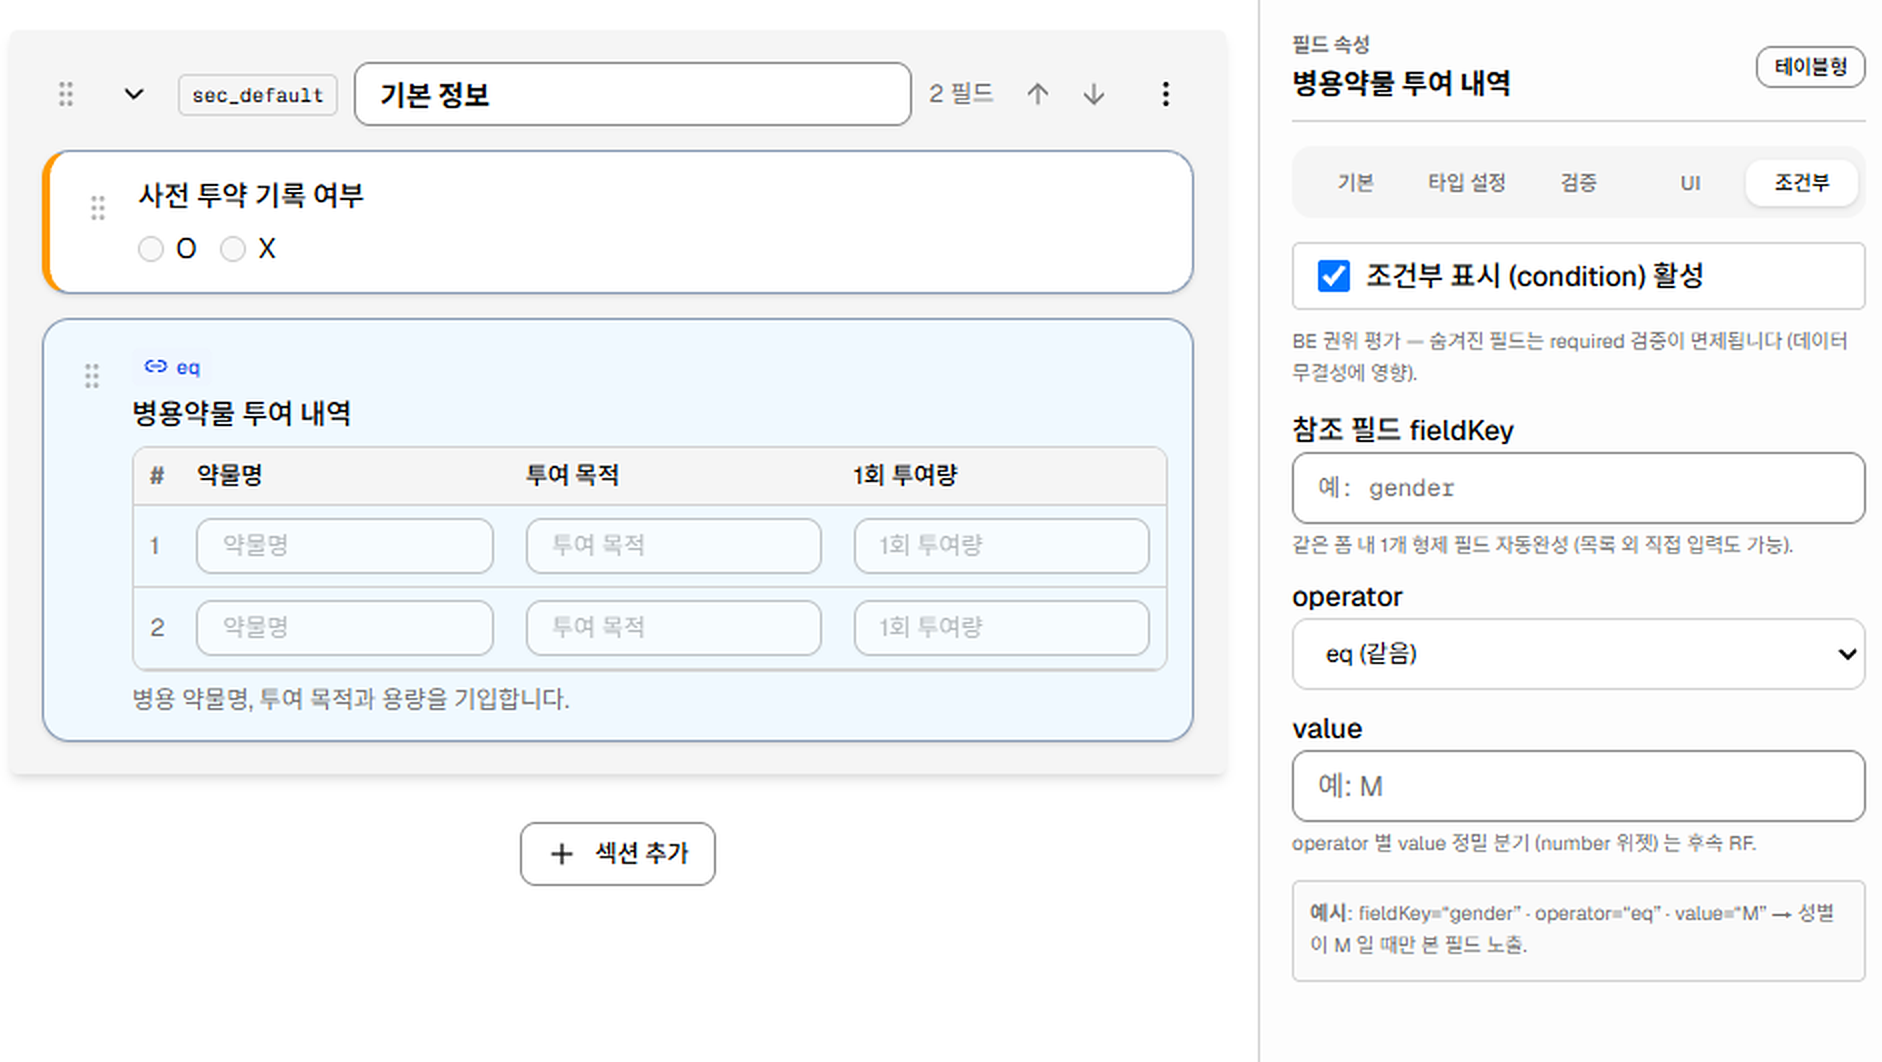 sec_default
기본 정보
2 필드
사전 투약 기록 여부
O X
eq
병용약물 투여 내역
# 약물명 투여 목적 1회 투여량
1 약물명 투여 목적 1회 투여량
2 약물명 투여 목적 1회 투여량
병용 약물명, 투여 목적과 용량을 기입합니다.
섹션 추가
필드 속성
병용약물 투여 내역
테이블형
기본 타입 설정 검증 UI 조건부
조건부 표시 (condition) 활성
BE 권위 평가 — 숨겨진 필드는 required 검증이 면제됩니다 (데이터
무결성에 영향).
참조 필드 fieldKey
예: gender
같은 폼 내 1개 형제 필드 자동완성 (목록 외 직접 입력도 가능).
operator
eq (같음)
value
예: M
operator 별 value 정밀 분기 (number 위젯) 는 후속 RF.
예시: fieldKey=“gender” · operator=“eq” · value=“M” → 성별
이 M 일 때만 본 필드 노출.